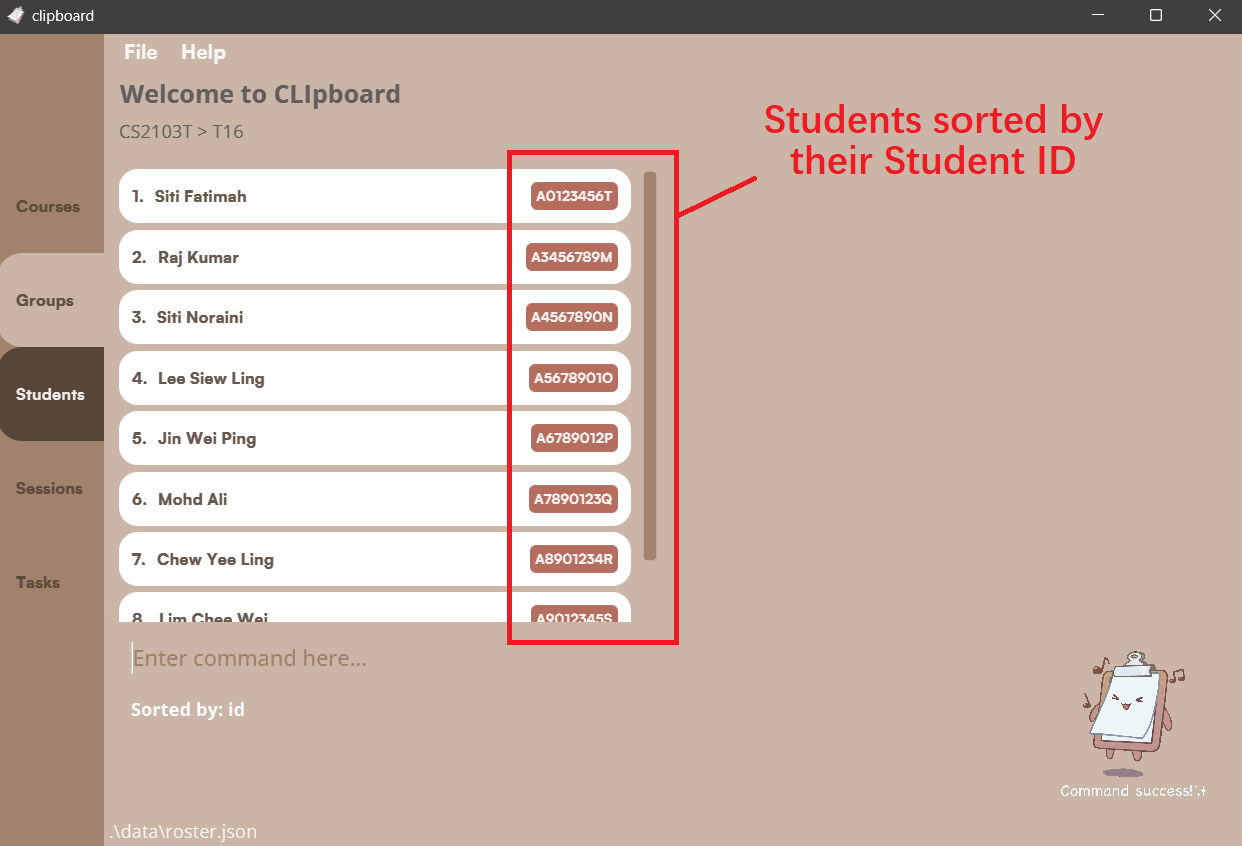 clipboard
File Help
Welcome to CLIpboard
CS2103T > T16
Students sorted by
their Student ID
Courses
Groups
Students
Sessions
Tasks
1. Siti Fatimah A0123456T
2. Raj Kumar A3456789M
3. Siti Noraini A4567890N
4. Lee Siew Ling A5678901O
5. Jin Wei Ping A6789012P
6. Mohd Ali A7890123Q
7. Chew Yee Ling A8901234R
8. Lim Chee Wei A9012345S
Enter command here...
Sorted by: id
Command success!
.\data\roster.json